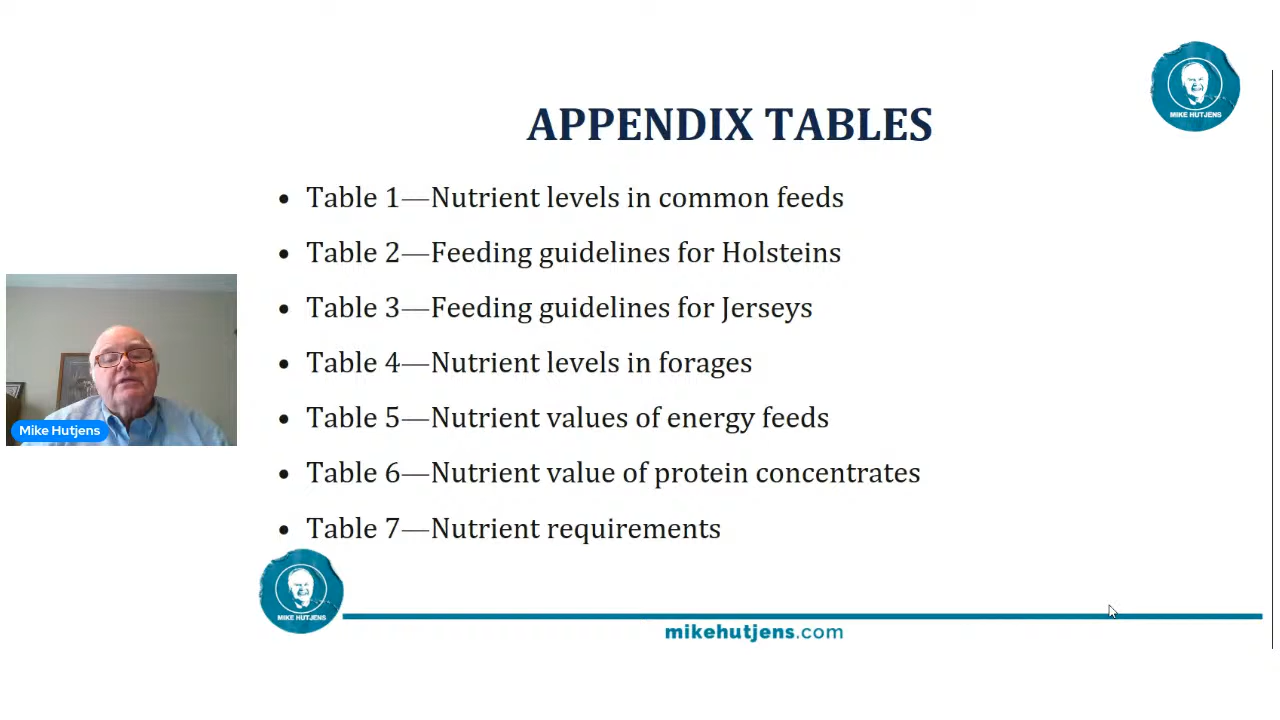 MIKE HUTJENS
APPENDIX TABLES
• Table 1—Nutrient levels in common feeds
• Table 2—Feeding guidelines for Holsteins
• Table 3—Feeding guidelines for Jerseys
• Table 4—Nutrient levels in forages
• Table 5—Nutrient values of energy feeds
• Table 6—Nutrient value of protein concentrates
• Table 7—Nutrient requirements
Mike Hutjens
MIKE HUTJENS
mikehutjens.com